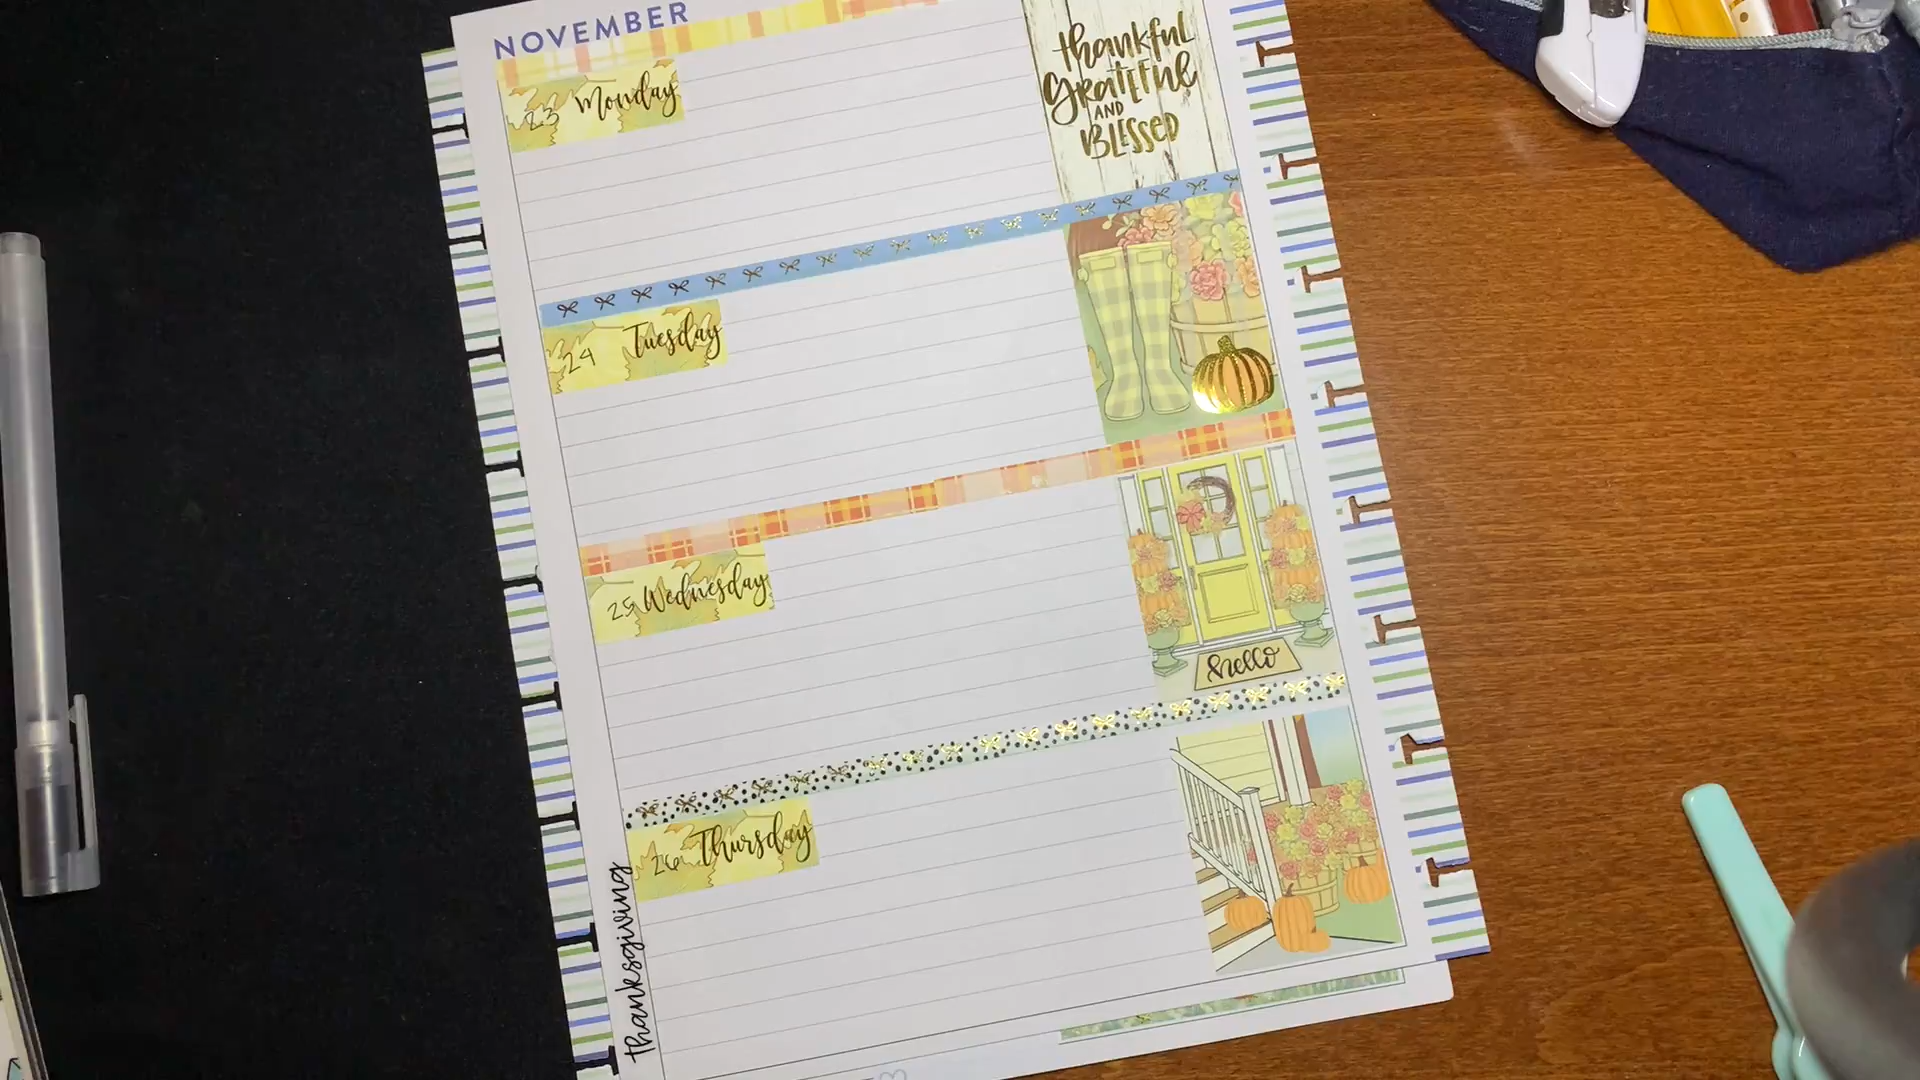 NOVEMBER
23 Monday
thankful
grateful
AND
BLESSED
24 Tuesday
25 Wednesday
hello
26 Thursday
thanksgiving